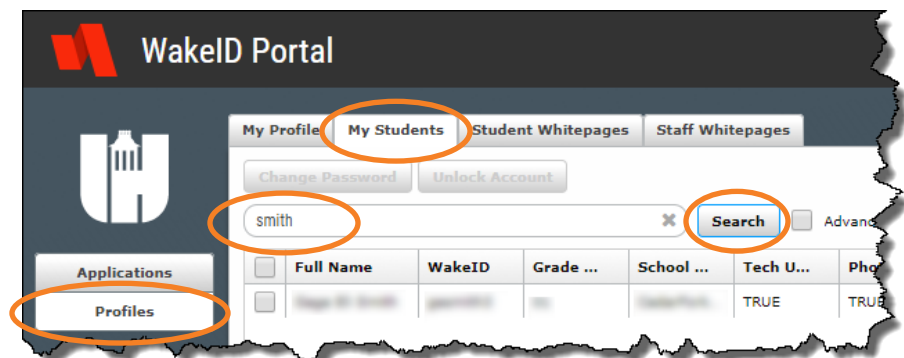 WakeID Portal
My Profile My Students Student Whitepages Staff Whitepages
Change Password Unlock Account
smith Search Advanc
Applications
Profiles
Full Name WakeID Grade ... School ... Tech U... Pho
TRUE TRUE